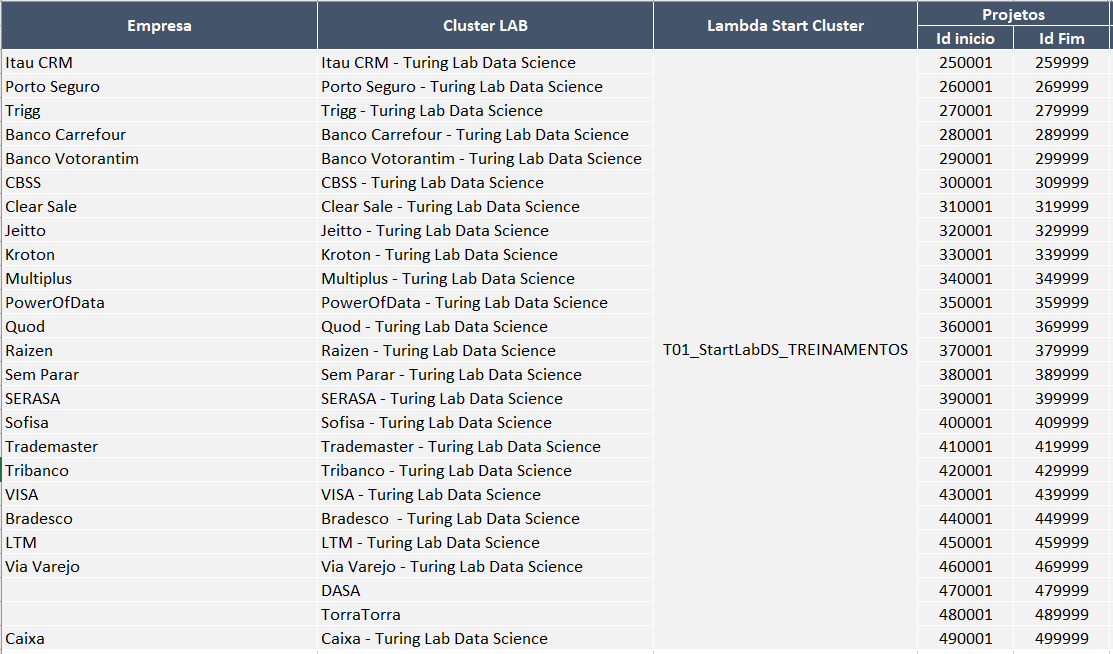 Empresa Cluster LAB Lambda Start Cluster Projetos
Id inicio Id Fim
Itau CRM Itau CRM - Turing Lab Data Science 250001 259999
Porto Seguro Porto Seguro - Turing Lab Data Science 260001 269999
Trigg Trigg - Turing Lab Data Science 270001 279999
Banco Carrefour Banco Carrefour - Turing Lab Data Science 280001 289999
Banco Votorantim Banco Votorantim - Turing Lab Data Science 290001 299999
CBSS CBSS - Turing Lab Data Science 300001 309999
Clear Sale Clear Sale - Turing Lab Data Science 310001 319999
Jeitto Jeitto - Turing Lab Data Science 320001 329999
Kroton Kroton - Turing Lab Data Science 330001 339999
Multiplus Multiplus - Turing Lab Data Science 340001 349999
PowerOfData PowerOfData - Turing Lab Data Science 350001 359999
Quod Quod - Turing Lab Data Science 360001 369999
Raizen Raizen - Turing Lab Data Science T01_StartLabDS_TREINAMENTOS 370001 379999
Sem Parar Sem Parar - Turing Lab Data Science 380001 389999
SERASA SERASA - Turing Lab Data Science 390001 399999
Sofisa Sofisa - Turing Lab Data Science 400001 409999
Trademaster Trademaster - Turing Lab Data Science 410001 419999
Tribanco Tribanco - Turing Lab Data Science 420001 429999
VISA VISA - Turing Lab Data Science 430001 439999
Bradesco Bradesco  - Turing Lab Data Science 440001 449999
LTM LTM - Turing Lab Data Science 450001 459999
Via Varejo Via Varejo - Turing Lab Data Science 460001 469999
DASA 470001 479999
TorraTorra 480001 489999
Caixa Caixa - Turing Lab Data Science 490001 499999